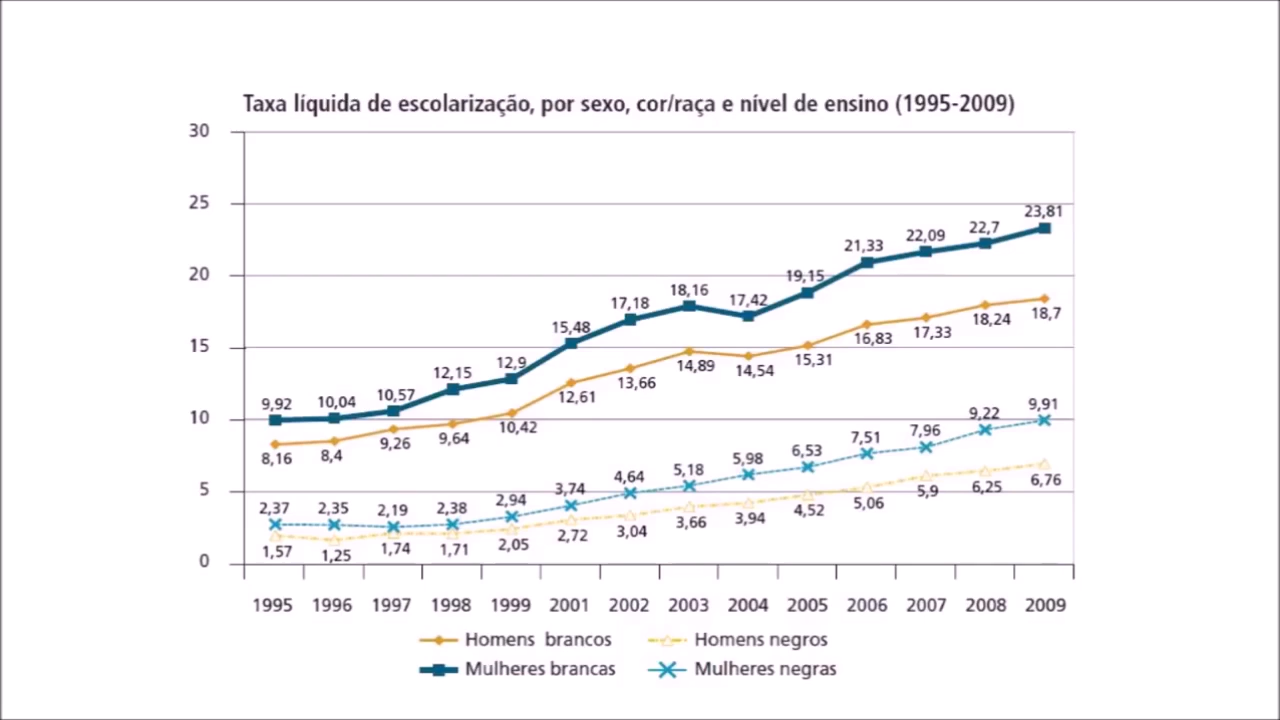 Taxa líquida de escolarização, por sexo, cor/raça e nível de ensino (1995-2009)
30
25
20
15
10
5
0
9,92 10,04 10,57 12,15 12,9 15,48 17,18 18,16 17,42 19,15 21,33 22,09 22,7 23,81
8,16 8,4 9,26 9,64 10,42 12,61 13,66 14,89 14,54 15,31 16,83 17,33 18,24 18,7
2,37 2,35 2,19 2,38 2,94 3,74 4,64 5,18 5,98 6,53 7,51 7,96 9,22 9,91
1,57 1,25 1,74 1,71 2,05 2,72 3,04 3,66 3,94 4,52 5,06 5,9 6,25 6,76
1995 1996 1997 1998 1999 2001 2002 2003 2004 2005 2006 2007 2008 2009
Homens brancos Homens negros
Mulheres brancas Mulheres negras